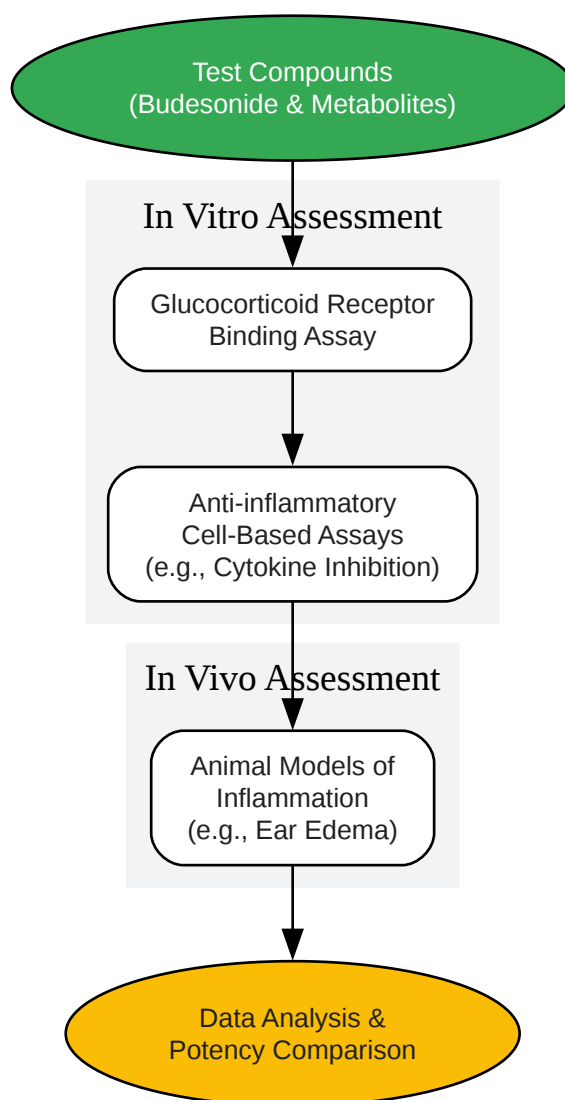 Test Compounds
(Budesonide & Metabolites)
In Vitro Assessment
Glucocorticoid Receptor
Binding Assay
Anti-inflammatory
Cell-Based Assays
(e.g., Cytokine Inhibition)
In Vivo Assessment
Animal Models of
Inflammation
(e.g., Ear Edema)
Data Analysis &
Potency Comparison